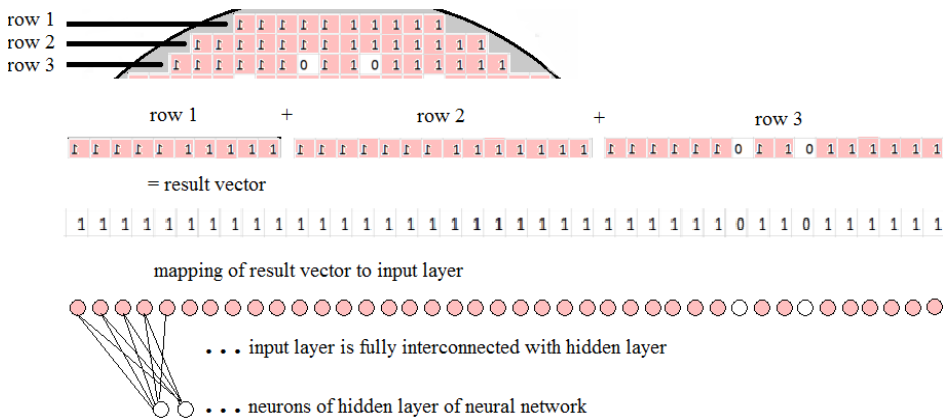 row 1 1 1 1 1 1 1 1 1 1 1
row 2 1 1 1 1 1 1 1 1 1 1 1 1 1 1
row 3 1 1 1 1 1 1 0 1 1 0 1 1 1 1 1 1
row 1 + row 2 + row 3
1 1 1 1 1 1 1 1 1 1 1 1 1 1 1 1 1 1 1 1 1 1 1 1 1 1 1 1 1 1 0 1 1 0 1 1 1 1 1 1
= result vector
1 1 1 1 1 1 1 1 1 1 1 1 1 1 1 1 1 1 1 1 1 1 1 1 1 1 1 1 1 1 0 1 1 0 1 1 1 1 1 1
mapping of result vector to input layer
. . . input layer is fully interconnected with hidden layer
. . . neurons of hidden layer of neural network